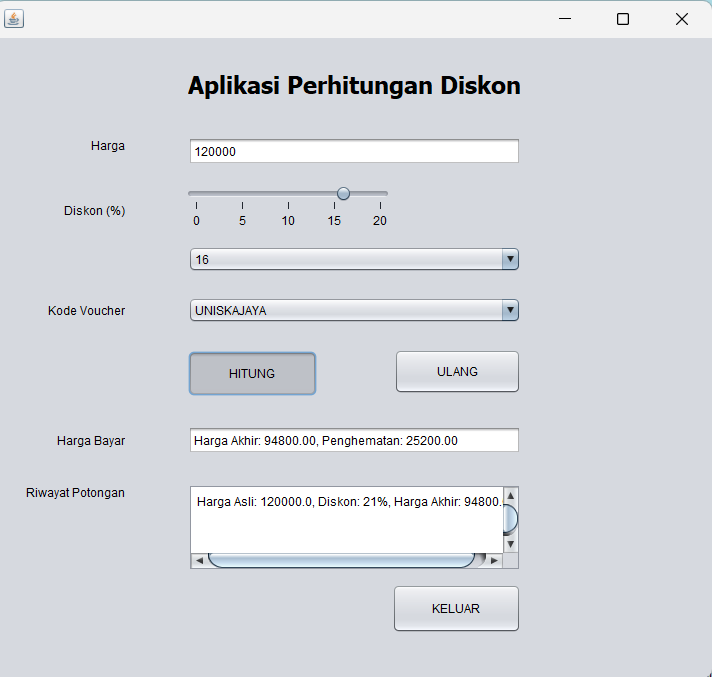 Aplikasi Perhitungan Diskon
Harga
120000
Diskon (%)
0 5 10 15 20
16
Kode Voucher
UNISKAJAYA
HITUNG
ULANG
Harga Bayar
Harga Akhir: 94800.00, Penghematan: 25200.00
Riwayat Potongan
Harga Asli: 120000.0, Diskon: 21%, Harga Akhir: 94800.
KELUAR